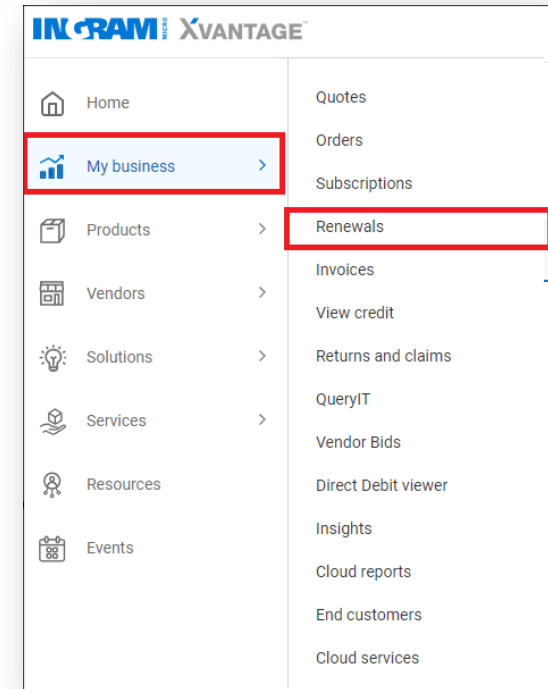 INGRAM MICRO XVANTAGE™
Home
My business
Products
Vendors
Solutions
Services
Resources
Events
Quotes
Orders
Subscriptions
Renewals
Invoices
View credit
Returns and claims
QueryIT
Vendor Bids
Direct Debit viewer
Insights
Cloud reports
End customers
Cloud services